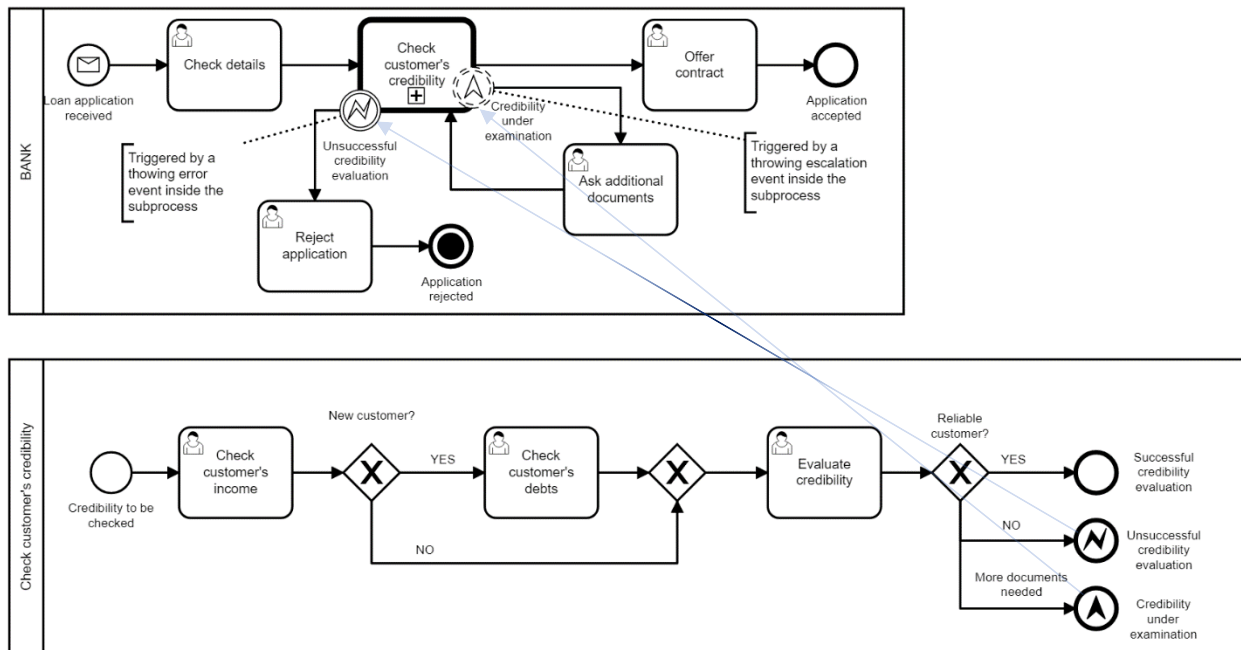 BANK
Loan application
received
Check details
Check
customer's
credibility
Offer
contract
Application
accepted
Credibility
under
examination
Unsuccessful
credibility
evaluation
Triggered by a
thowing error
event inside the
subprocess
Ask additional
documents
Triggered by a
throwing escalation
event inside the
subprocess
Reject
application
Application
rejected
Check customer's credibility
Credibility to be
checked
Check
customer's
income
New customer?
YES
NO
Check
customer's
debts
Evaluate
credibility
Reliable
customer?
YES
Successful
credibility
evaluation
NO
Unsuccessful
credibility
evaluation
More documents
needed
Credibility
under
examination